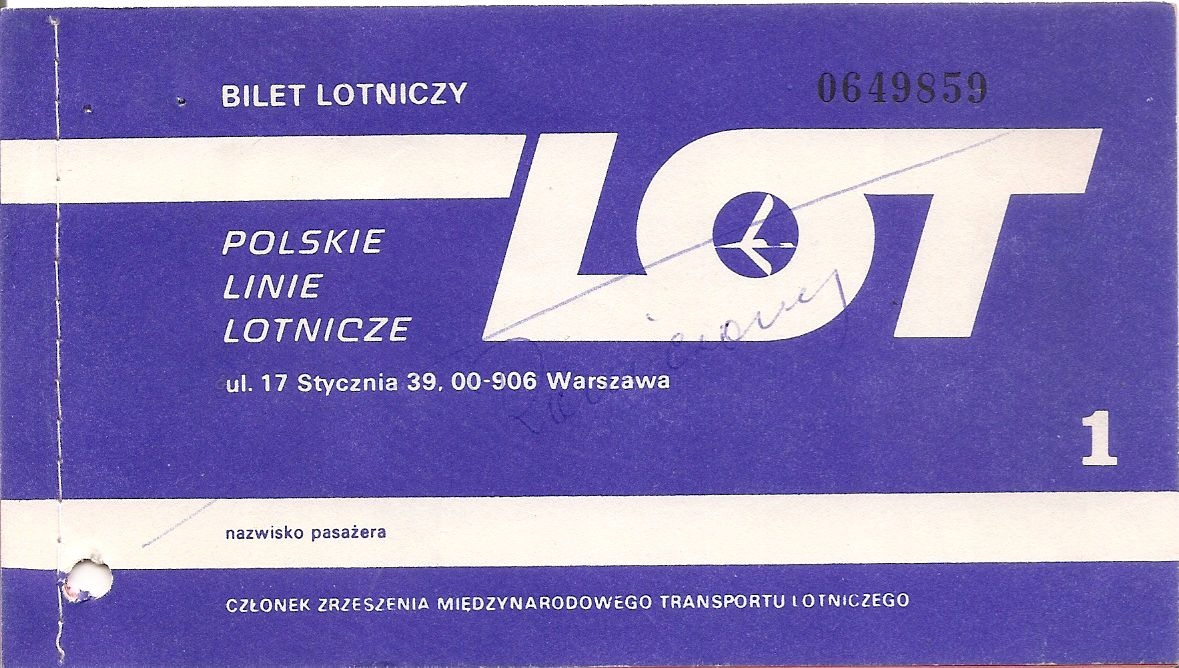 BILET LOTNICZY
0649859
LOT
POLSKIE
LINIE
LOTNICZE
ul. 17 Stycznia 39, 00-906 Warszawa
1
nazwisko pasażera
CZŁONEK ZRZESZENIA MIĘDZYNARODOWEGO TRANSPORTU LOTNICZEGO